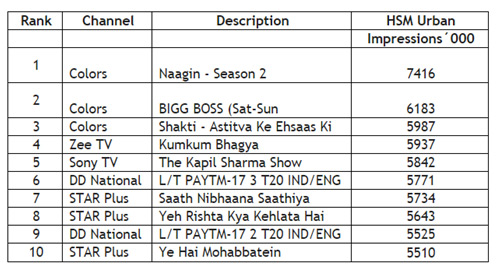 Rank Channel Description HSM Urban
Impressions´000
1 Colors Naagin - Season 2 7416
2 Colors BIGG BOSS (Sat-Sun 6183
3 Colors Shakti - Astitva Ke Ehsaas Ki 5987
4 Zee TV Kumkum Bhagya 5937
5 Sony TV The Kapil Sharma Show 5842
6 DD National L/T PAYTM-17 3 T20 IND/ENG 5771
7 STAR Plus Saath Nibhaana Saathiya 5734
8 STAR Plus Yeh Rishta Kya Kehlata Hai 5643
9 DD National L/T PAYTM-17 2 T20 IND/ENG 5525
10 STAR Plus Ye Hai Mohabbatein 5510